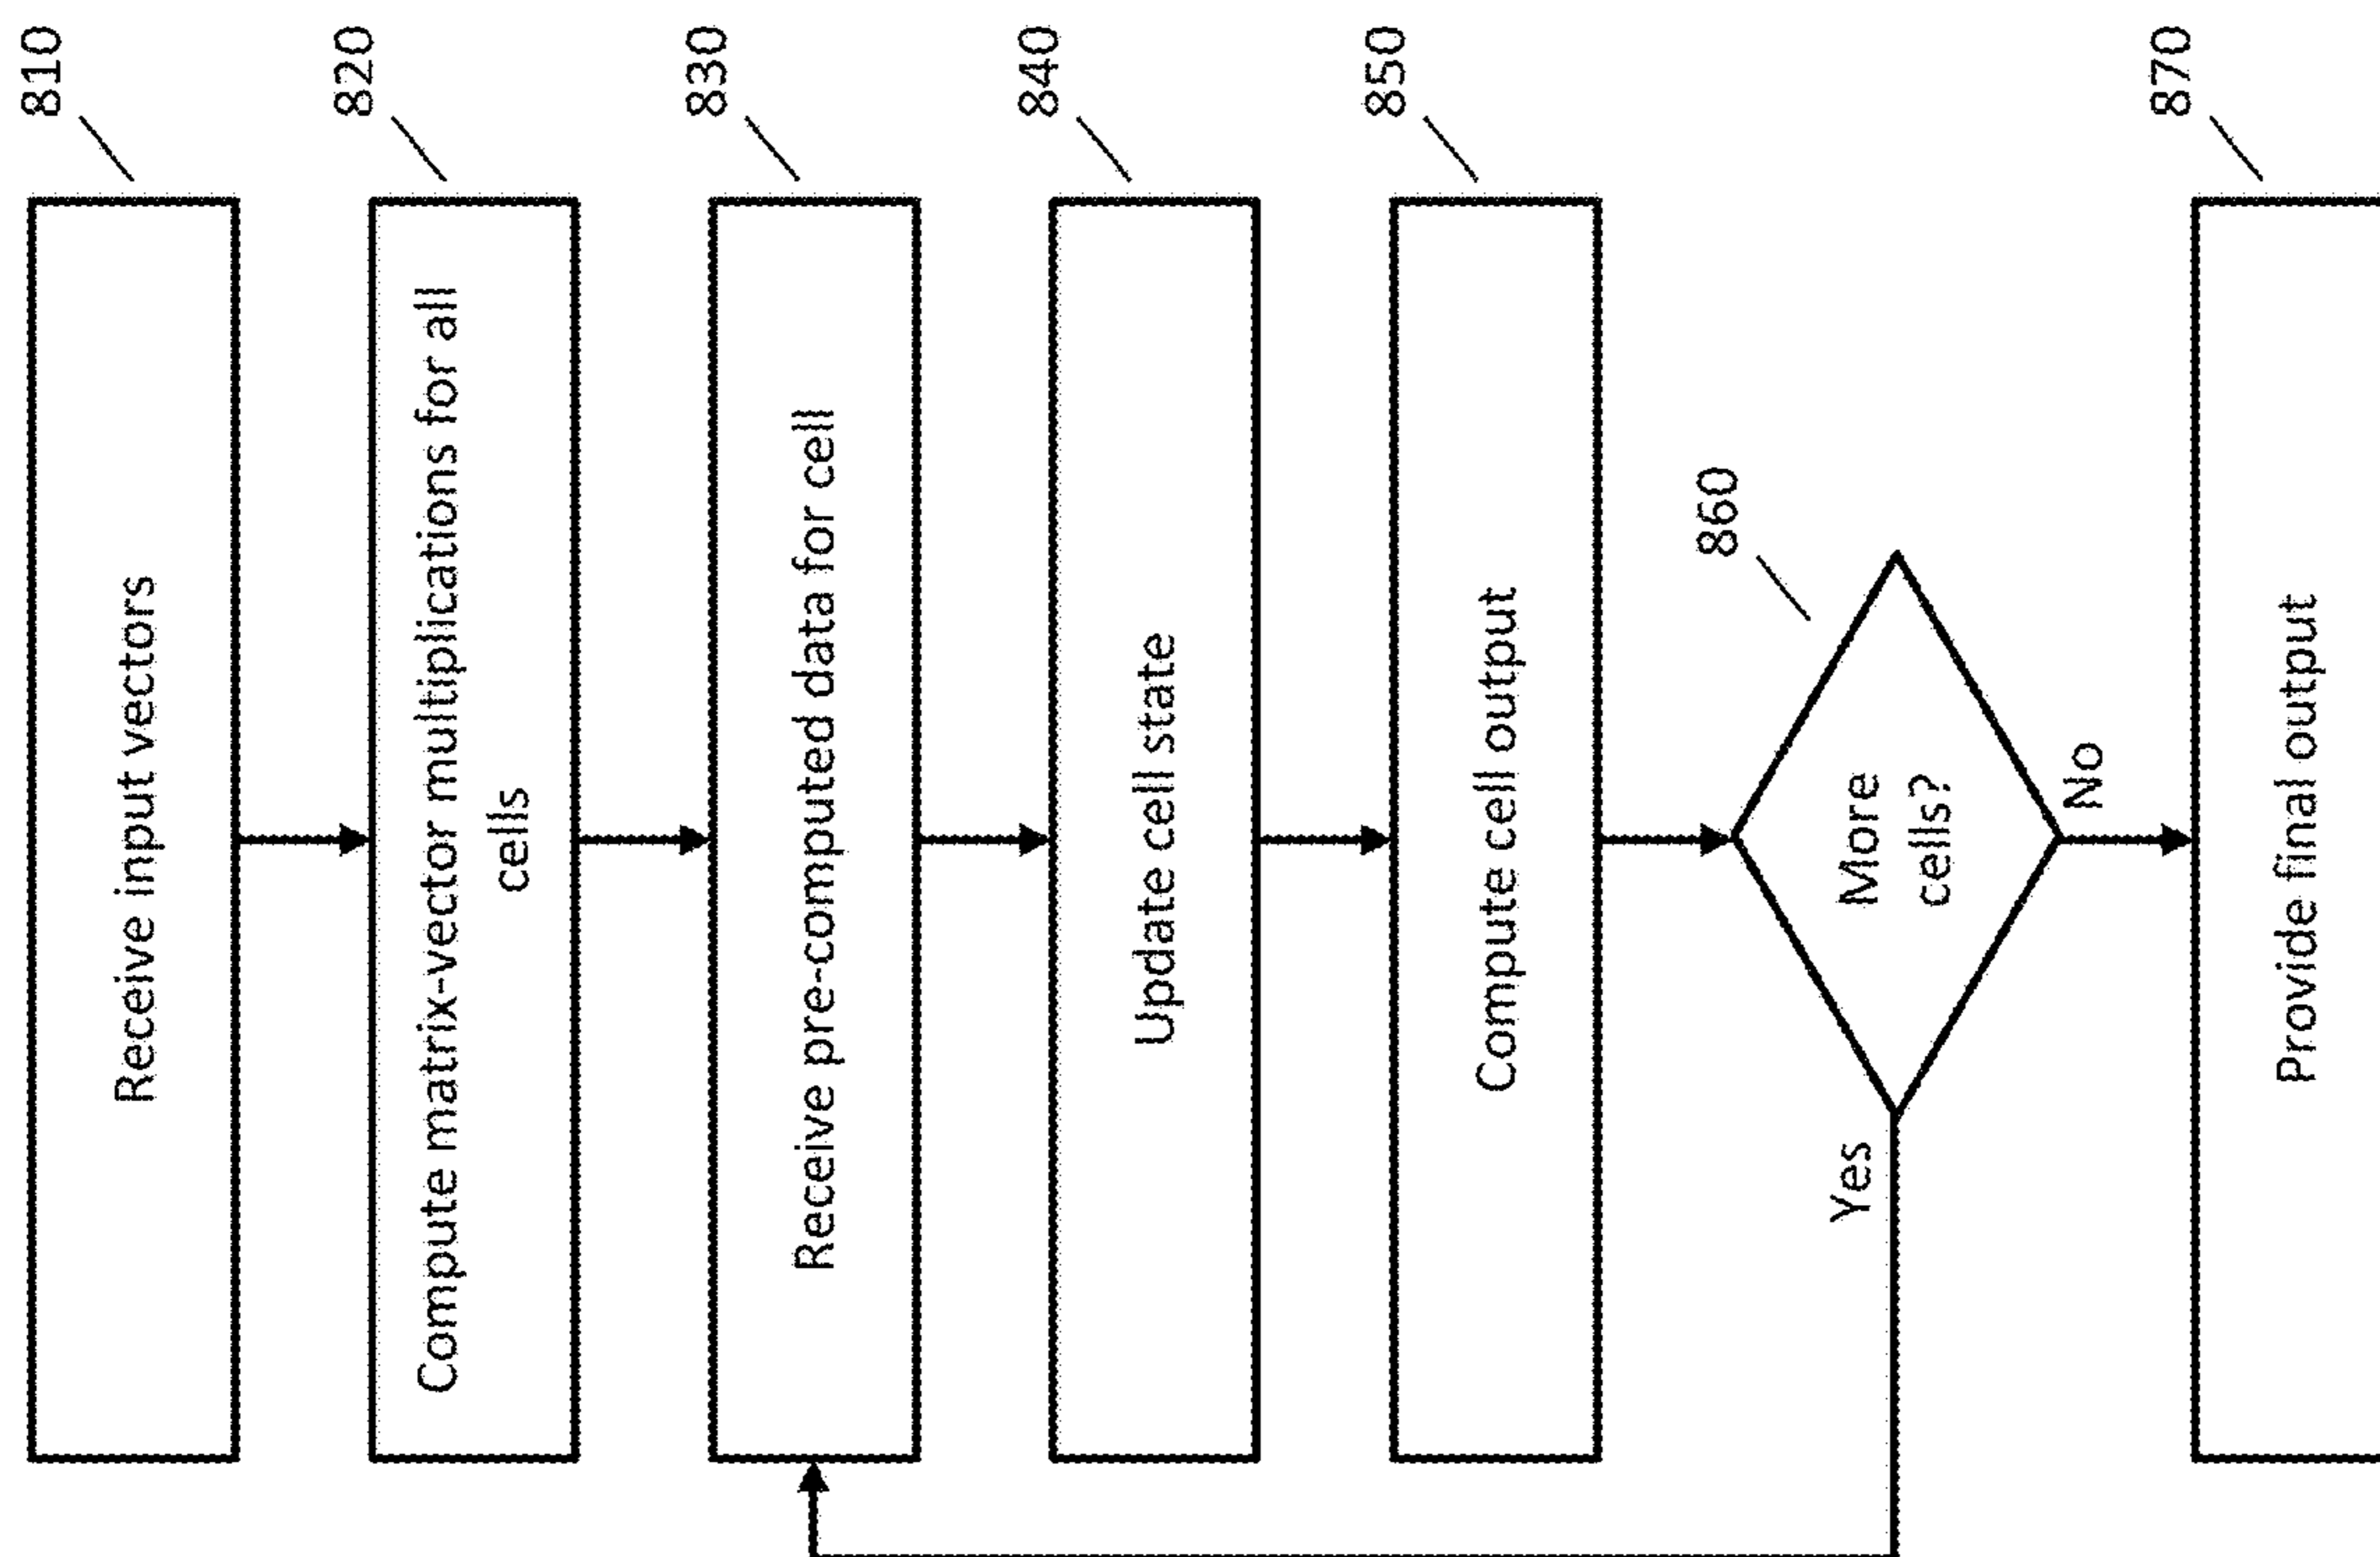 Receive input vectors
810
Compute matrix-vector multiplications for all
cells
820
Receive pre-computed data for cell
830
Update cell state
840
Compute cell output
850
More
cells?
860
Yes
No
Provide final output
870